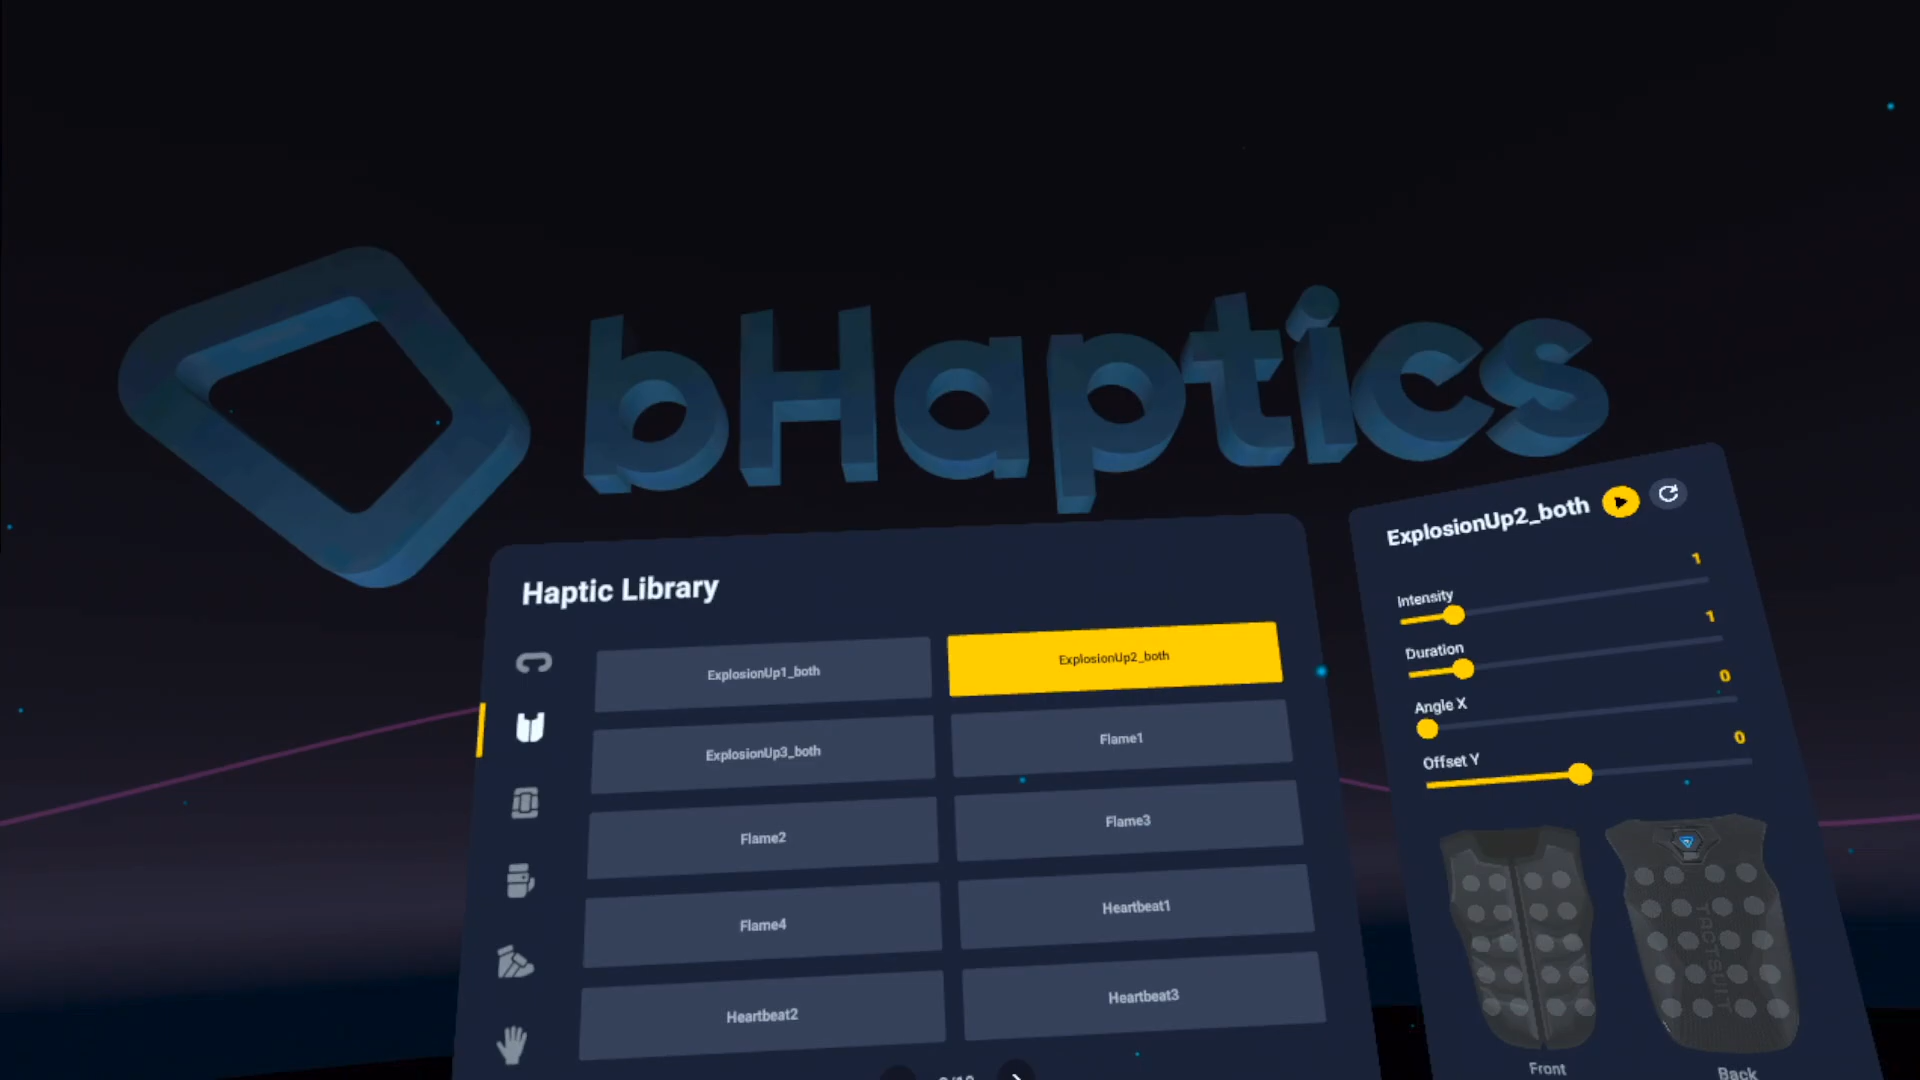 bHaptics
Haptic Library
ExplosionUp1_both
ExplosionUp2_both
ExplosionUp3_both
Flame1
Flame2
Flame3
Flame4
Heartbeat1
Heartbeat2
Heartbeat3
ExplosionUp2_both
Intensity
1
Duration
1
Angle X
0
Offset Y
0
TACTSUIT
Front
Back